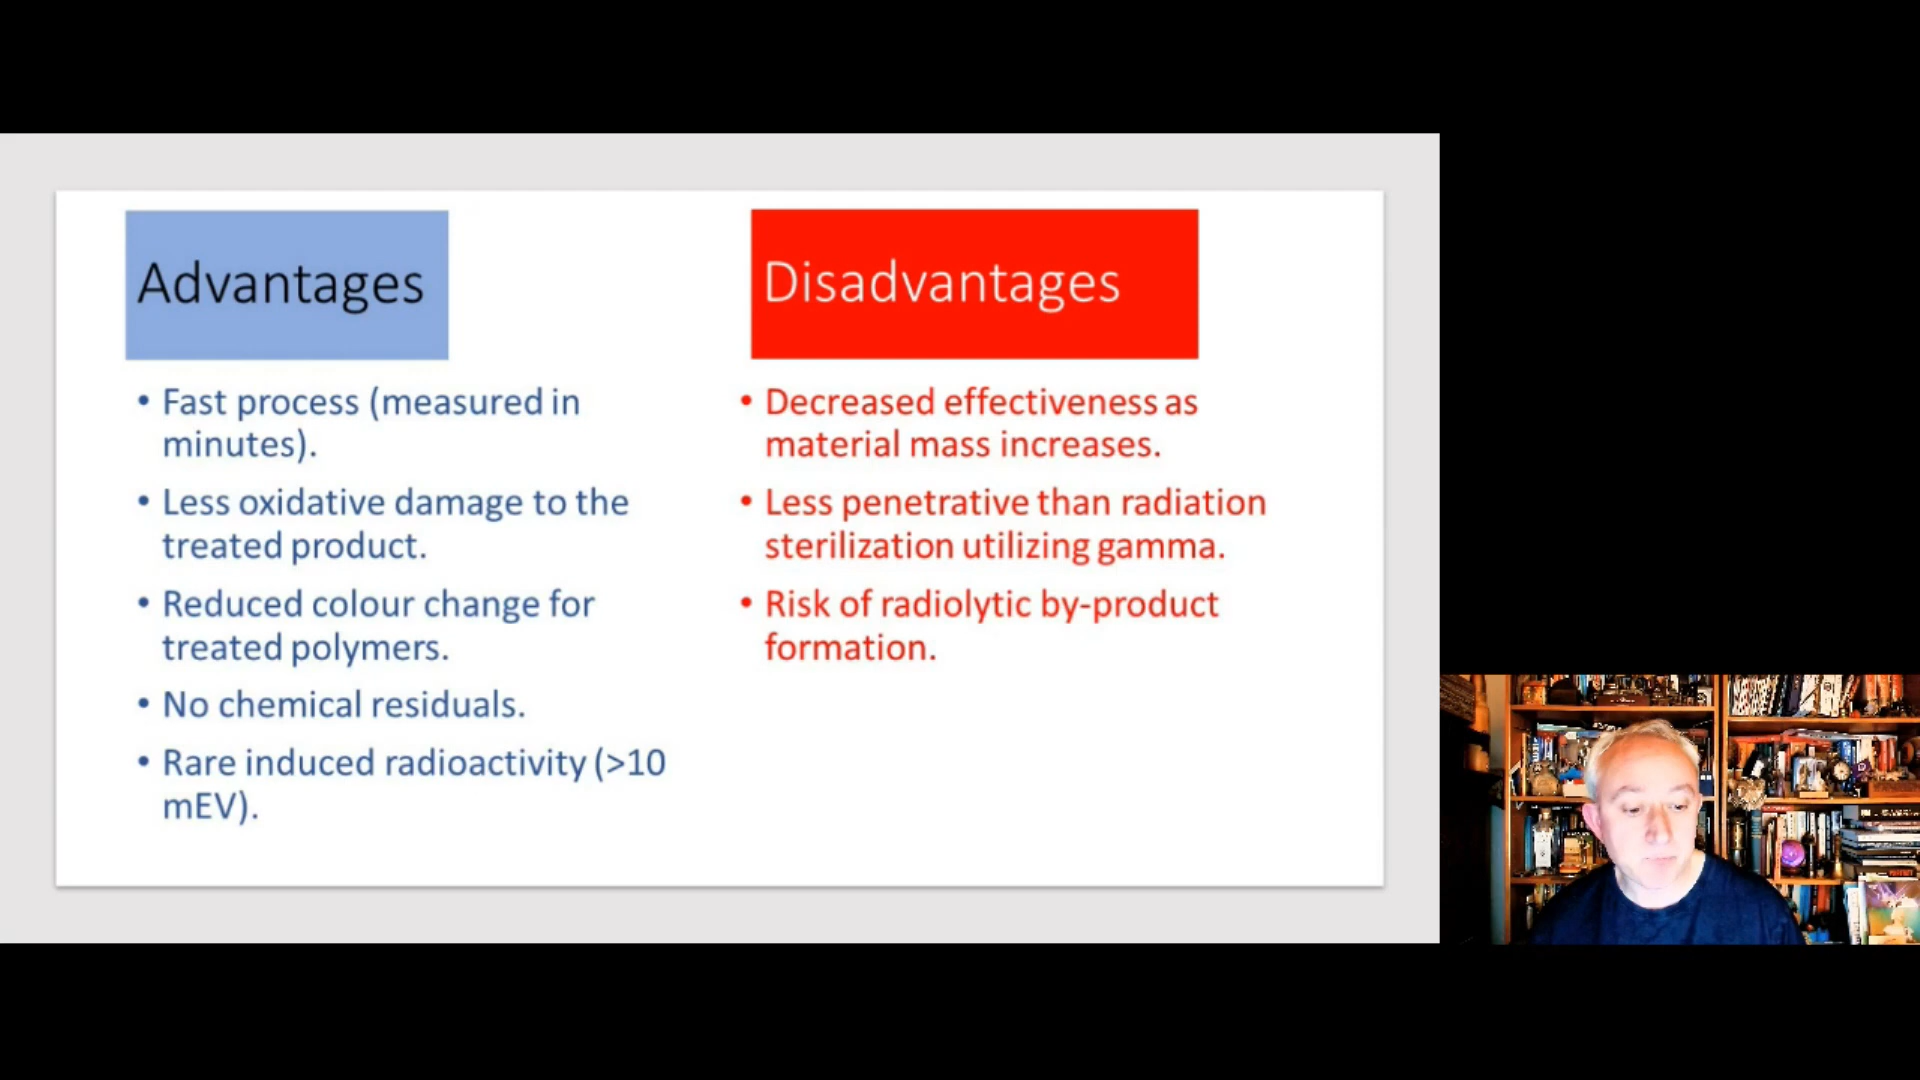 Advantages
• Fast process (measured in
minutes).
• Less oxidative damage to the
treated product.
• Reduced colour change for
treated polymers.
• No chemical residuals.
• Rare induced radioactivity (>10
mEV).
Disadvantages
• Decreased effectiveness as
material mass increases.
• Less penetrative than radiation
sterilization utilizing gamma.
• Risk of radiolytic by-product
formation.